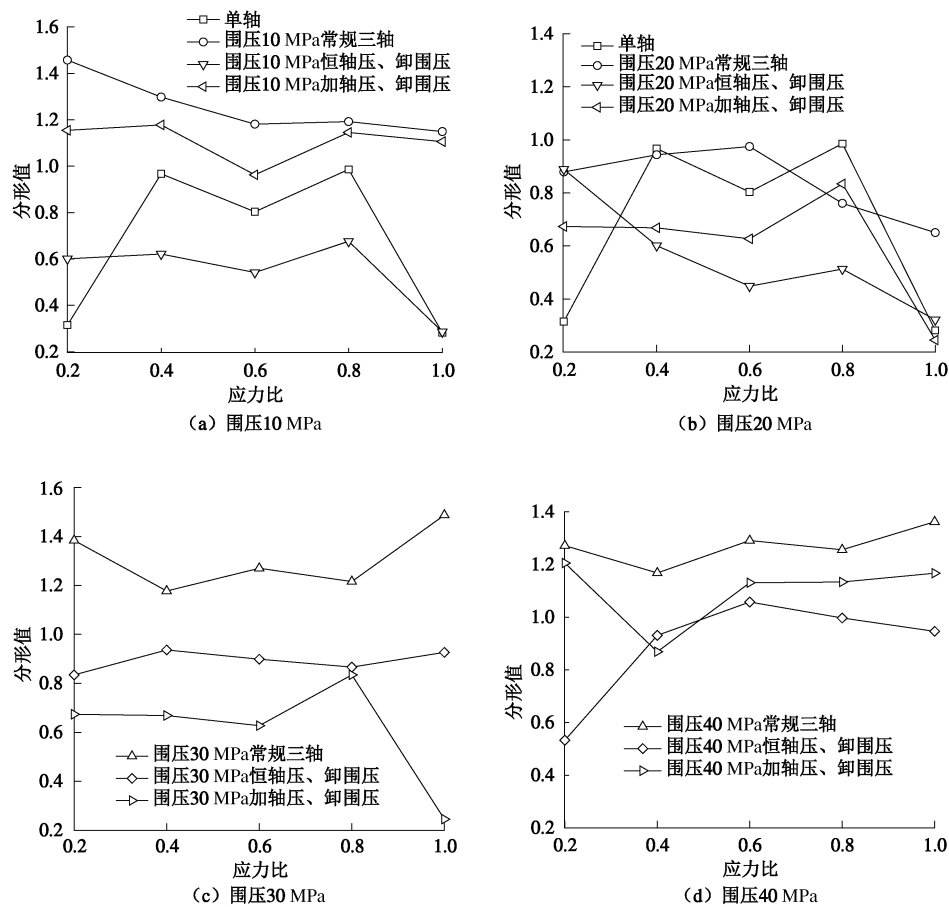 单轴
围压10 MPa常规三轴
围压10 MPa恒轴压、卸围压
围压10 MPa加轴压、卸围压
1.6
1.4
1.2
1.0
0.8
0.6
0.4
0.2
分形值
0.2 0.4 0.6 0.8 1.0
应力比
（a）围压10 MPa
单轴
围压20 MPa常规三轴
围压20 MPa恒轴压、卸围压
围压20 MPa加轴压、卸围压
1.4
1.2
1.0
0.8
0.6
0.4
0.2
分形值
0.2 0.4 0.6 0.8 1.0
应力比
（b）围压20 MPa
1.6
1.4
1.2
1.0
0.8
0.6
0.4
0.2
分形值
围压30 MPa常规三轴
围压30 MPa恒轴压、卸围压
围压30 MPa加轴压、卸围压
0.2 0.4 0.6 0.8 1.0
应力比
（c）围压30 MPa
1.4
1.2
1.0
0.8
0.6
0.4
0.2
分形值
围压40 MPa常规三轴
围压40 MPa恒轴压、卸围压
围压40 MPa加轴压、卸围压
0.2 0.4 0.6 0.8 1.0
应力比
（d）围压40 MPa